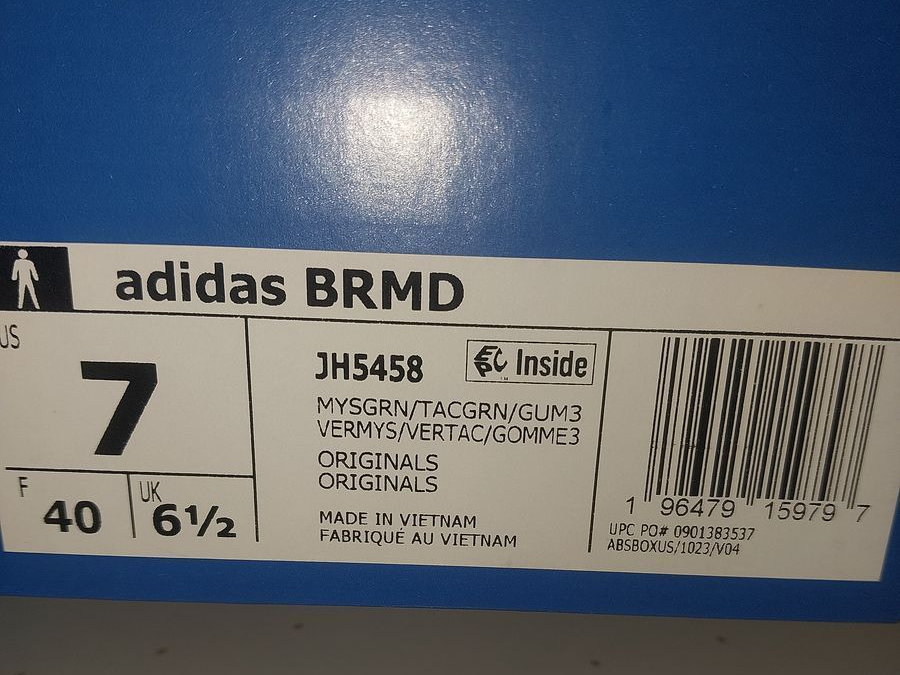 adidas BRMD
US
7
F
40
UK
6½
JH5458
EPC Inside
MYSGRN/TACGRN/GUM3
VERMYS/VERTAC/GOMME3
ORIGINALS
ORIGINALS
MADE IN VIETNAM
FABRIQUÉ AU VIETNAM
1 96479 15979 7
UPC PO# 0901383537
ABSBOXUS/1023/V04